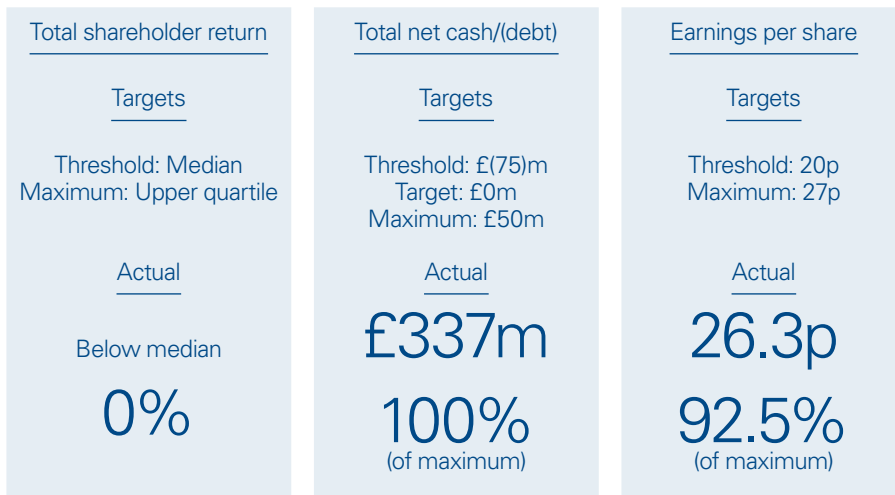 Total shareholder return
Targets
Threshold: Median
Maximum: Upper quartile
Actual
Below median
0%
Total net cash/(debt)
Targets
Threshold: £(75)m
Target: £0m
Maximum: £50m
Actual
£337m
100%
(of maximum)
Earnings per share
Targets
Threshold: 20p
Maximum: 27p
Actual
26.3p
92.5%
(of maximum)